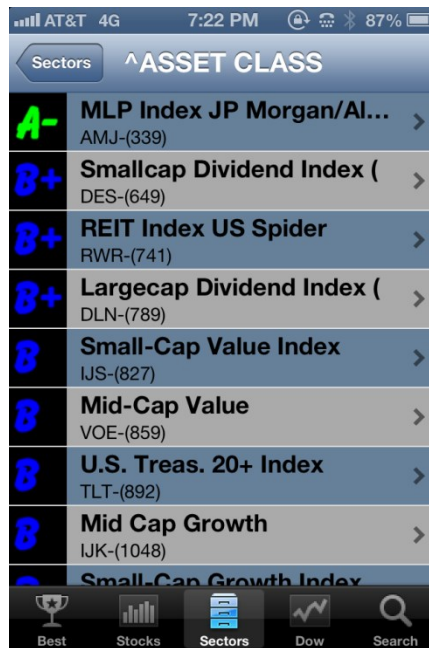 AT&T 4G 7:22 PM 87%
Sectors ^ASSET CLASS
A- MLP Index JP Morgan/Al...
AMJ-(339)
B+ Smallcap Dividend Index (
DES-(649)
B+ REIT Index US Spider
RWR-(741)
B+ Largecap Dividend Index (
DLN-(789)
B Small-Cap Value Index
IJS-(827)
B Mid-Cap Value
VOE-(859)
B U.S. Treas. 20+ Index
TLT-(892)
B Mid Cap Growth
IJK-(1048)
Small-Cap Growth Index
Best Stocks Sectors Dow Search